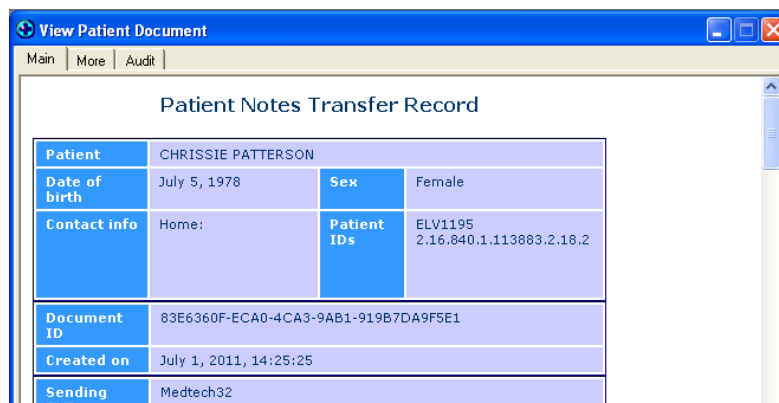 View Patient Document
Main More Audit
Patient Notes Transfer Record
Patient CHRISSIE PATTERSON
Date of birth July 5, 1978 Sex Female
Contact info Home: Patient IDs ELV1195
2.16.840.1.113883.2.18.2
Document ID 83E6360F-ECA0-4CA3-9AB1-919B7DA9F5E1
Created on July 1, 2011, 14:25:25
Sending Medtech32